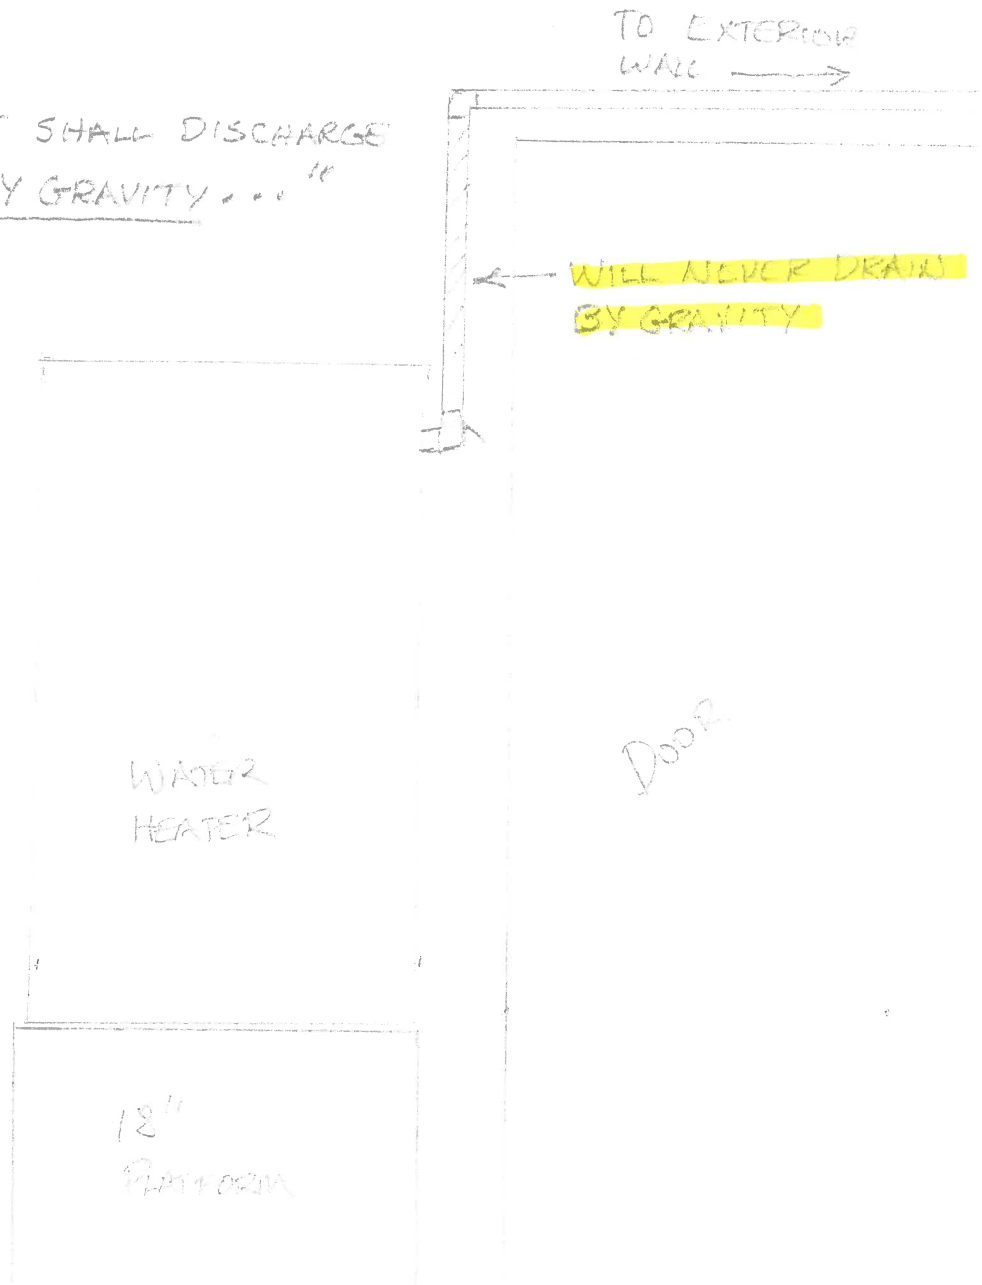 TO EXTERIOR
WALL
SHALL DISCHARGE
Y GRAVITY..."
WILL NEVER DRAIN
BY GRAVITY
DOOR
WATER
HEATER
18"
PLATFORM